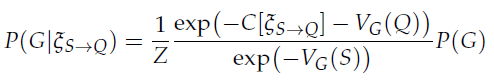 P(G|ξ_{S→Q}) = \frac{1}{Z} \frac{exp(−C[ξ_{S→Q}] − V_G(Q))}{exp(−V_G(S))} P(G)